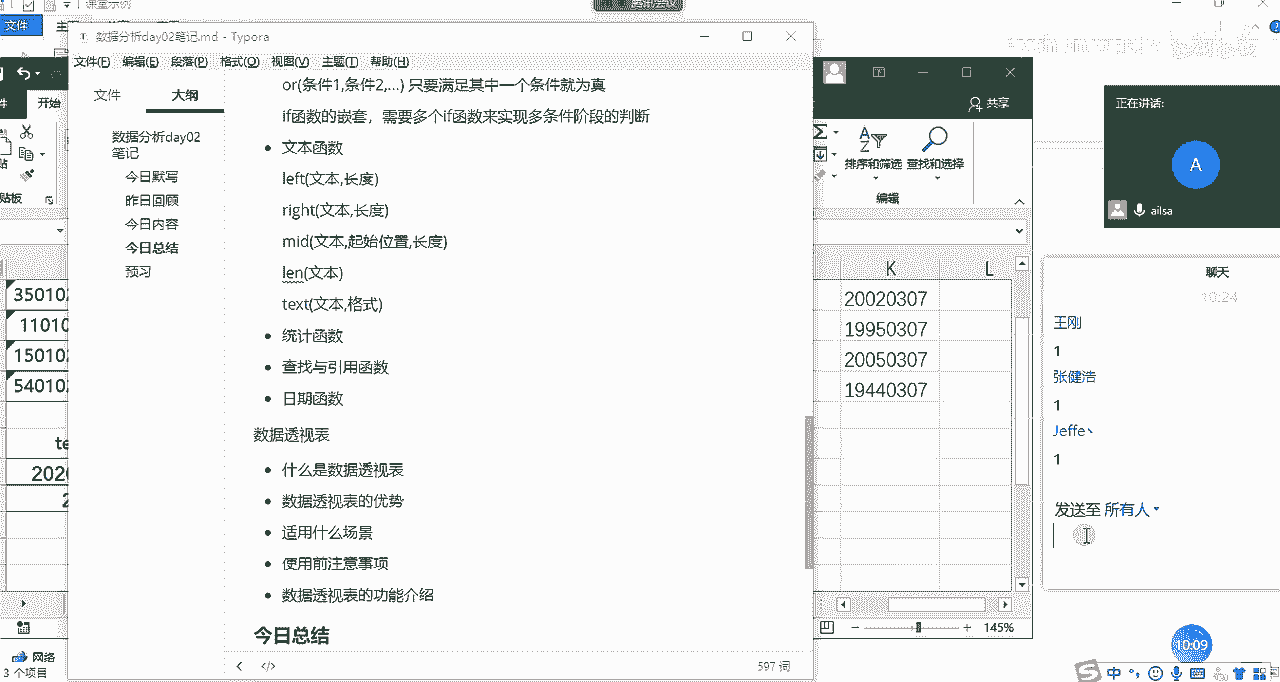 课堂示例
文件
数据分析day02笔记.md - Typora
文件(F) 编辑(E) 段落(P) 格式(O) 视图(V) 主题(T) 帮助(H)
文件 大纲
数据分析day02
笔记
今日默写
昨日回顾
今日内容
今日总结
预习
or(条件1,条件2,...) 只要满足其中一个条件就为真
if函数的嵌套，需要多个if函数来实现多条件阶段的判断
文本函数
left(文本,长度)
right(文本,长度)
mid(文本,起始位置,长度)
len(文本)
text(文本,格式)
统计函数
查找与引用函数
日期函数
数据透视表
什么是数据透视表
数据透视表的优势
适用什么场景
使用前注意事项
数据透视表的功能介绍
今日总结
597 词
开始
贴板
35010
11010
15010
54010
te
202
2
共享
排序和筛选 查找和选择
编辑
K L
20020307
19950307
20050307
19440307
145%
正在讲话:
A
ailsa
聊天
10:24
王刚
1
张健浩
1
Jeffe丶
1
发送至 所有人
10:09
网络
3 个项目
中